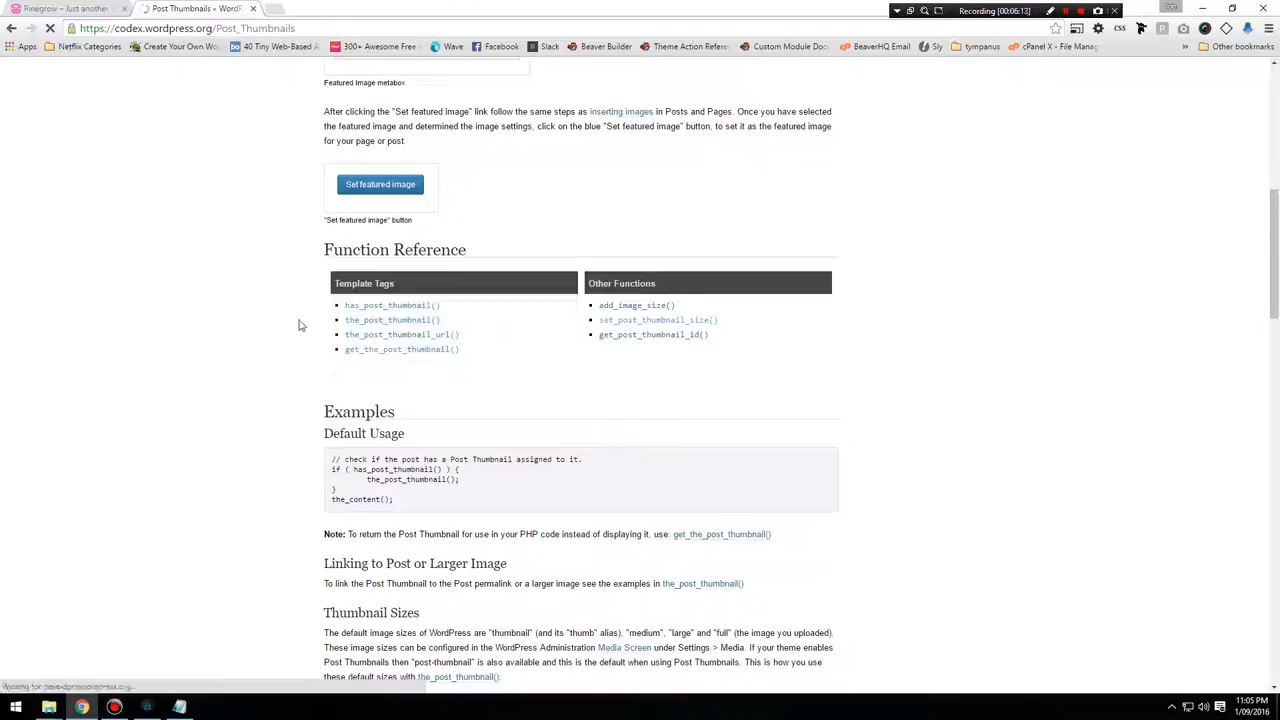 Pinegrow – Just another
Post Thumbnails « WordP
Recording [00:06:13]
https://codex.wordpress.org/Post_Thumbnails
Apps
Netflix Categories
Create Your Own Wo
40 Tiny Web-Based A
300+ Awesome Free
Wave
Facebook
Slack
Beaver Builder
Theme Action Refere
Custom Module Doc
BeaverHQ Email
Sly
tympanus
cPanel X - File Mana
»
Other bookmarks
Featured Image metabox
After clicking the "Set featured image" link follow the same steps as inserting images in Posts and Pages. Once you have selected
the featured image and determined the image settings, click on the blue "Set featured image" button, to set it as the featured image
for your page or post.
Set featured image
"Set featured image" button
Function Reference
Template Tags
has_post_thumbnail()
the_post_thumbnail()
the_post_thumbnail_url()
get_the_post_thumbnail()
Other Functions
add_image_size()
set_post_thumbnail_size()
get_post_thumbnail_id()
Examples
Default Usage
// check if the post has a Post Thumbnail assigned to it.
if ( has_post_thumbnail() ) {
the_post_thumbnail();
}
the_content();
Note: To return the Post Thumbnail for use in your PHP code instead of displaying it, use: get_the_post_thumbnail()
Linking to Post or Larger Image
To link the Post Thumbnail to the Post permalink or a larger image see the examples in the_post_thumbnail()
Thumbnail Sizes
The default image sizes of WordPress are "thumbnail" (and its "thumb" alias), "medium", "large" and "full" (the image you uploaded).
These image sizes can be configured in the WordPress Administration Media Screen under Settings > Media. If your theme enables
Post Thumbnails then "post-thumbnail" is also available and this is the default when using Post Thumbnails. This is how you use
these default sizes with the_post_thumbnail():
Waiting for
11:05 PM
1/09/2016